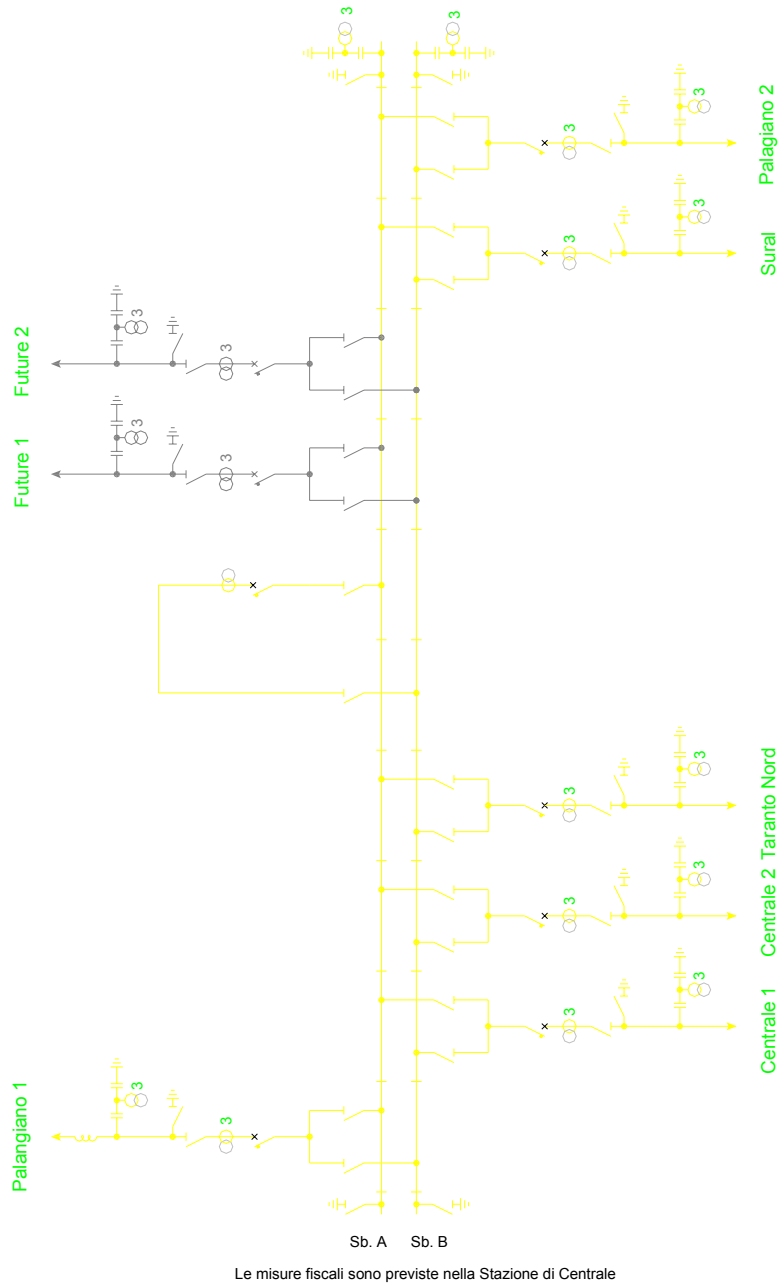 3
3
Palagiano 2
3
3
Sural
3
3
Future 2
3
3
Future 1
3
3
Taranto Nord
3
3
Centrale 2
3
3
Centrale 1
3
3
Palangiano 1
3
3
Sb. A
Sb. B
Le misure fiscali sono previste nella Stazione di Centrale